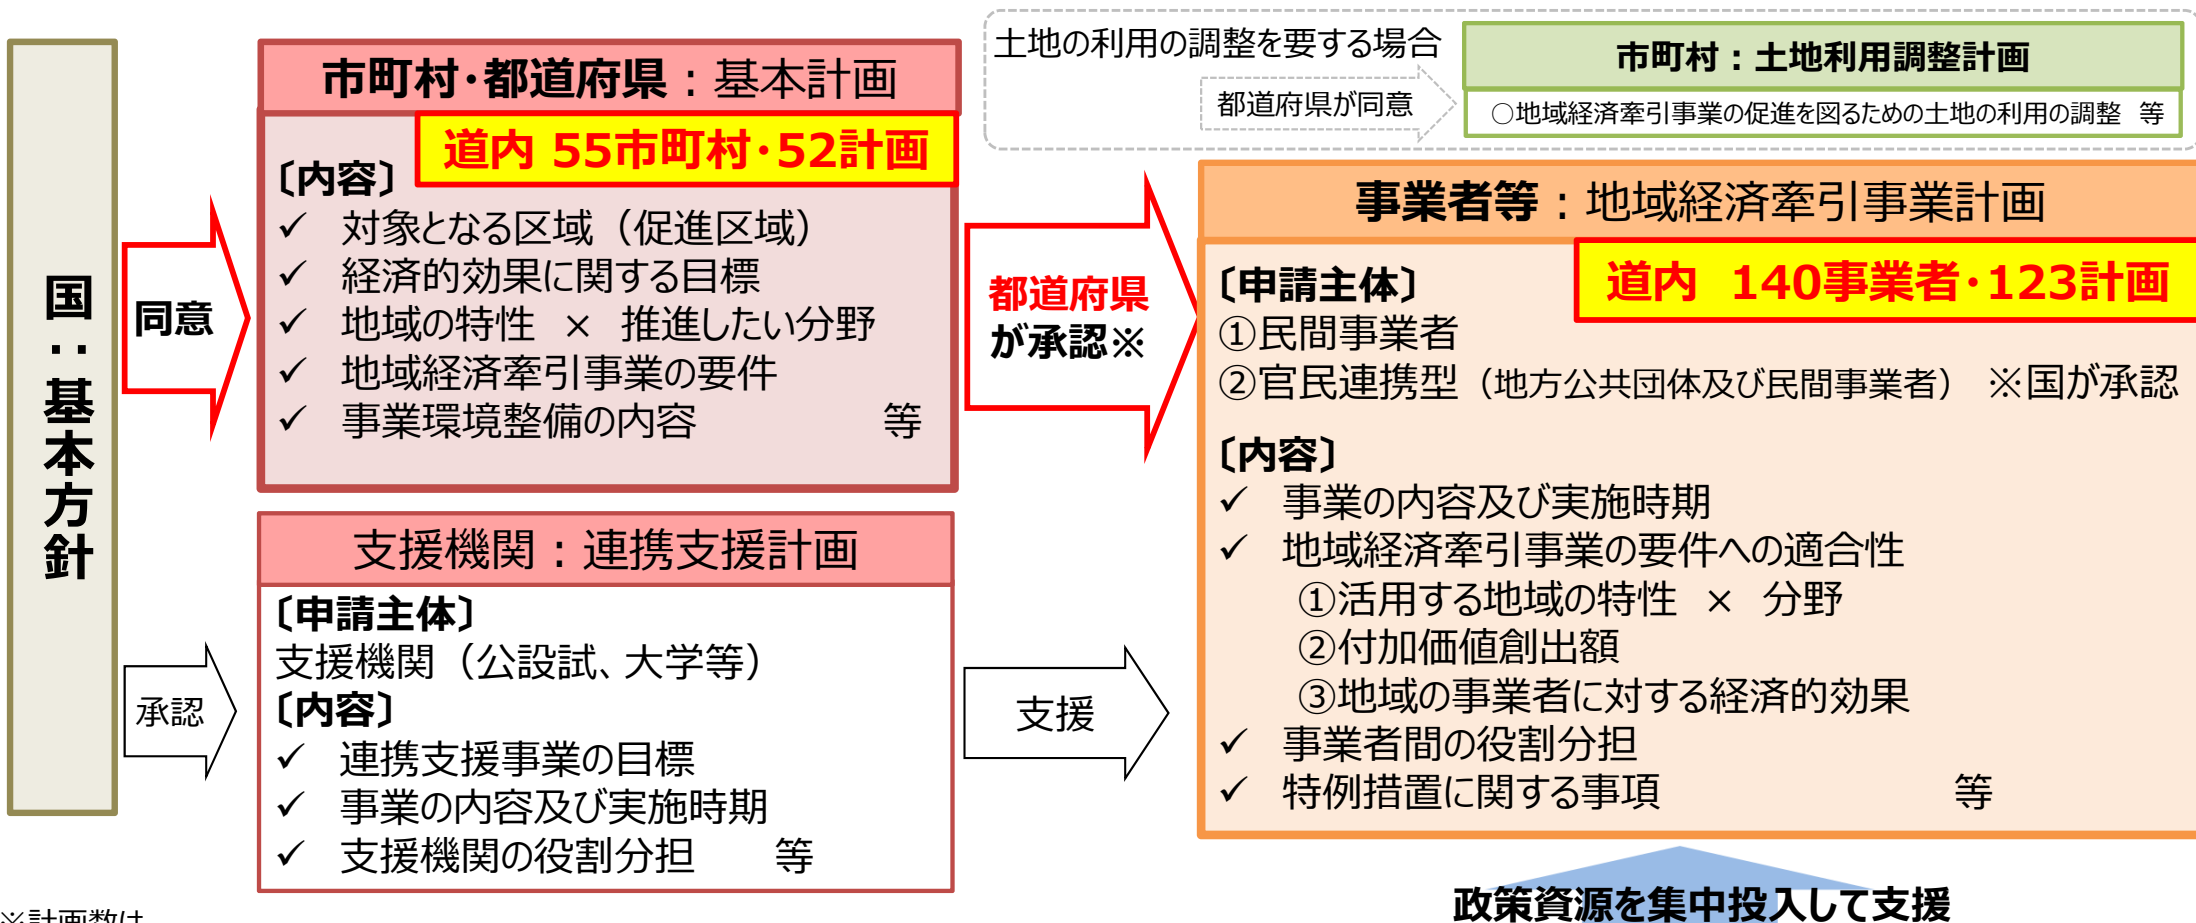 国：基本方針
同意
市町村・都道府県：基本計画
道内 55市町村・52計画
〔内容〕
✓ 対象となる区域（促進区域）
✓ 経済的効果に関する目標
✓ 地域の特性 × 推進したい分野
✓ 地域経済牽引事業の要件
✓ 事業環境整備の内容 等
承認
支援機関：連携支援計画
〔申請主体〕
支援機関（公設試、大学等）
〔内容〕
✓ 連携支援事業の目標
✓ 事業の内容及び実施時期
✓ 支援機関の役割分担 等
土地の利用の調整を要する場合
都道府県が同意
市町村：土地利用調整計画
○地域経済牽引事業の促進を図るための土地の利用の調整 等
都道府県
が承認※
支援
事業者等：地域経済牽引事業計画
道内 140事業者・123計画
〔申請主体〕
①民間事業者
②官民連携型（地方公共団体及び民間事業者） ※国が承認
〔内容〕
✓ 事業の内容及び実施時期
✓ 地域経済牽引事業の要件への適合性
①活用する地域の特性 × 分野
②付加価値創出額
③地域の事業者に対する経済的効果
✓ 事業者間の役割分担
✓ 特例措置に関する事項 等
政策資源を集中投入して支援
※計画数は